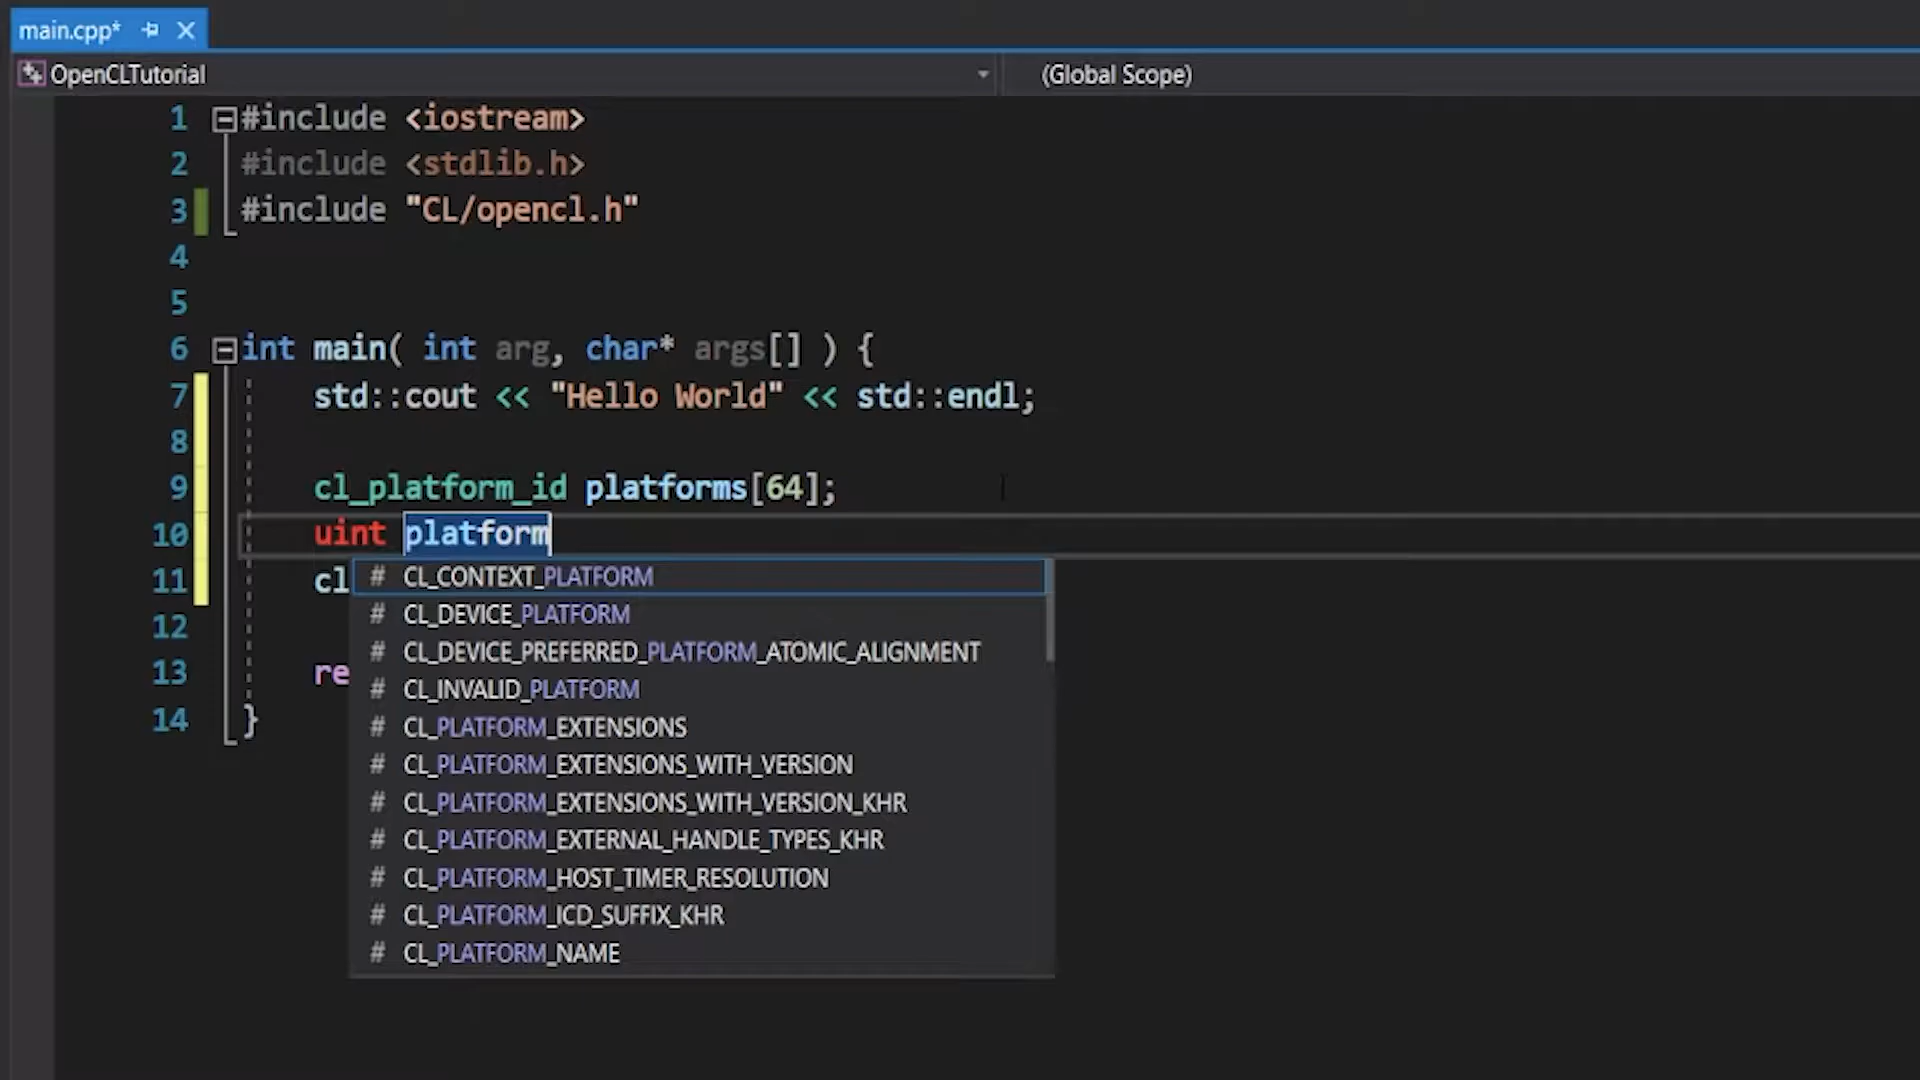 main.cpp*
OpenCLTutorial
(Global Scope)
1 #include <iostream>
2 #include <stdlib.h>
3 #include "CL/opencl.h"
4
5
6 int main( int arg, char* args[] ) {
7 std::cout << "Hello World" << std::endl;
8
9 cl_platform_id platforms[64];
10 uint platform
11 cl
12
13 re
14 }
# CL_CONTEXT_PLATFORM
# CL_DEVICE_PLATFORM
# CL_DEVICE_PREFERRED_PLATFORM_ATOMIC_ALIGNMENT
# CL_INVALID_PLATFORM
# CL_PLATFORM_EXTENSIONS
# CL_PLATFORM_EXTENSIONS_WITH_VERSION
# CL_PLATFORM_EXTENSIONS_WITH_VERSION_KHR
# CL_PLATFORM_EXTERNAL_HANDLE_TYPES_KHR
# CL_PLATFORM_HOST_TIMER_RESOLUTION
# CL_PLATFORM_ICD_SUFFIX_KHR
# CL_PLATFORM_NAME